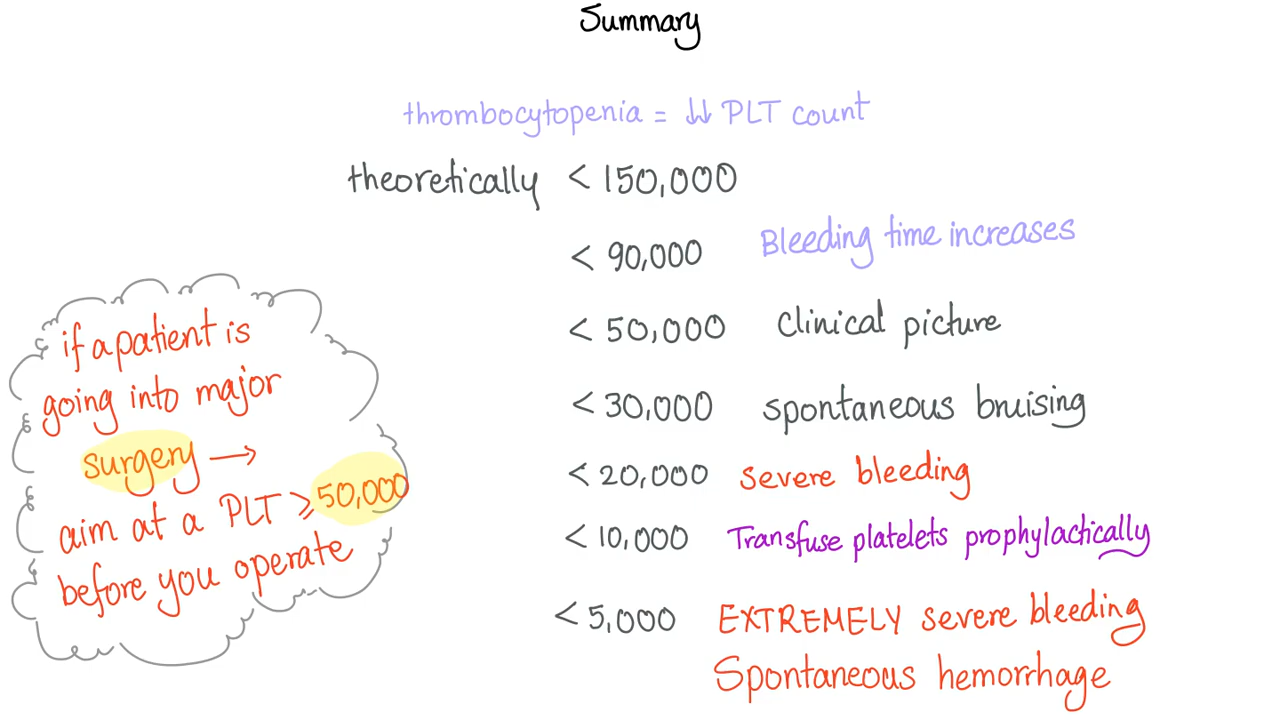 Summary
thrombocytopenia = ↓↓ PLT count
theoretically < 150,000
< 90,000 Bleeding time increases
< 50,000 clinical picture
< 30,000 spontaneous bruising
< 20,000 severe bleeding
< 10,000 Transfuse platelets prophylactically
< 5,000 EXTREMELY severe bleeding
Spontaneous hemorrhage
if a patient is
going into major
surgery →
aim at a PLT ⩾ 50,000
before you operate